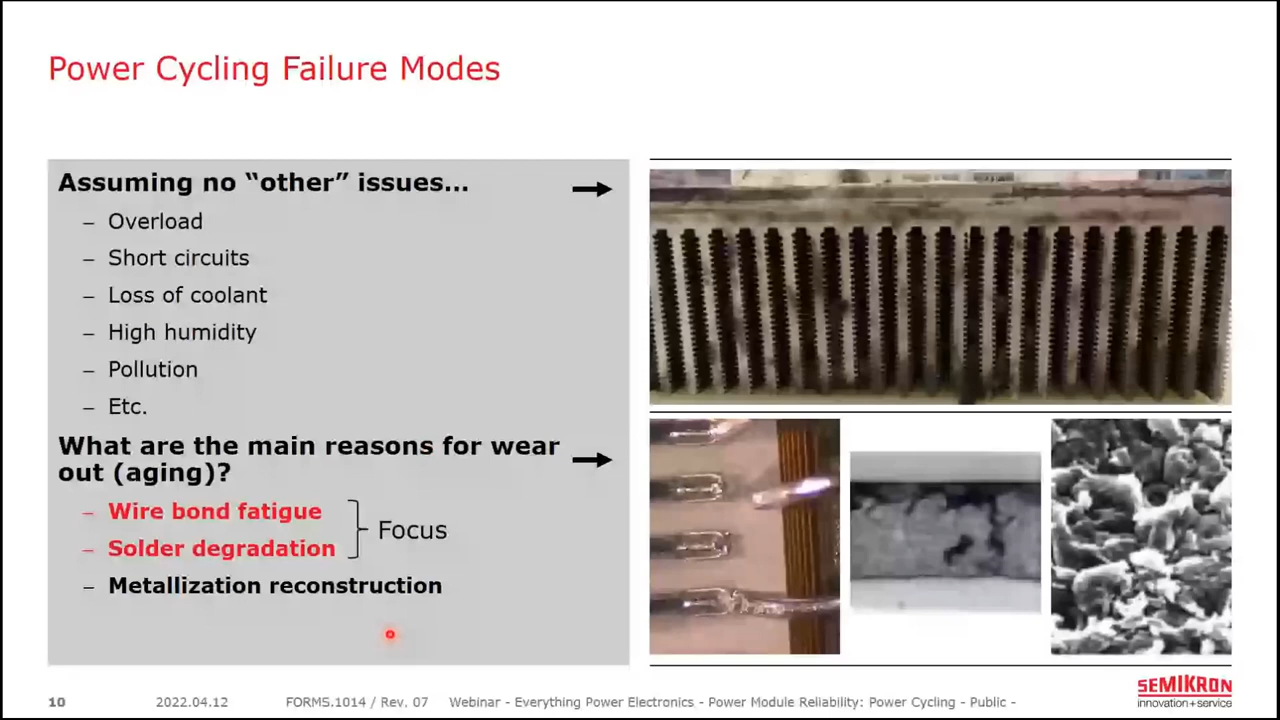 Power Cycling Failure Modes
Assuming no “other” issues...
– Overload
– Short circuits
– Loss of coolant
– High humidity
– Pollution
– Etc.
What are the main reasons for wear
out (aging)?
– Wire bond fatigue
– Solder degradation
Focus
– Metallization reconstruction
10 2022.04.12 FORMS.1014 / Rev. 07 Webinar - Everything Power Electronics - Power Module Reliability: Power Cycling - Public -
SEMIKRON
innovation+service